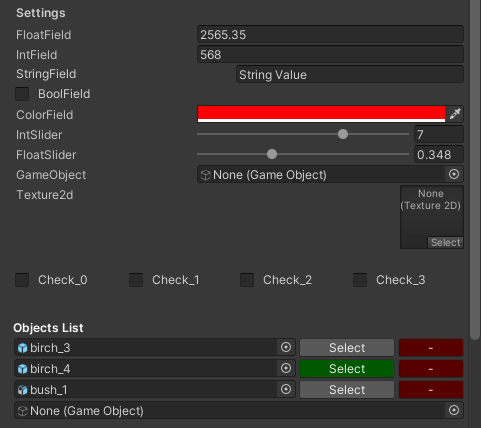 Settings
FloatField 2565.35
IntField 568
StringField String Value
BoolField
ColorField
IntSlider 7
FloatSlider 0.348
GameObject None (Game Object)
Texture2d None
(Texture 2D)
Select
Check_0 Check_1 Check_2 Check_3
Objects List
birch_3 Select -
birch_4 Select -
bush_1 Select -
None (Game Object)